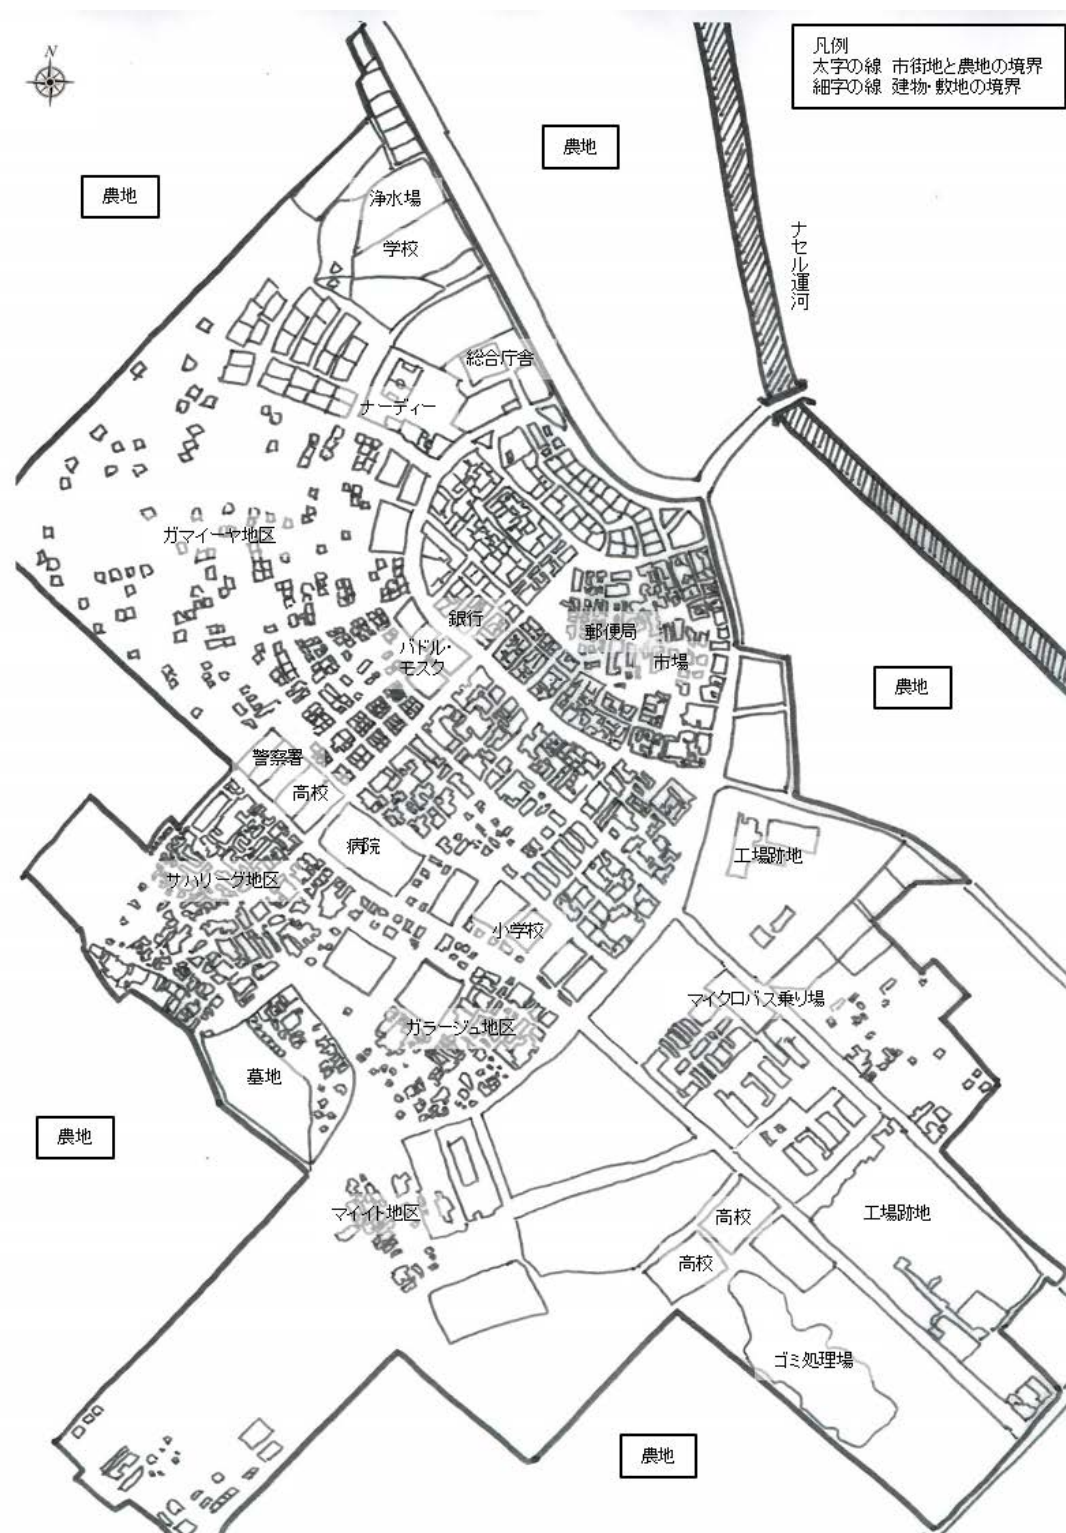 N
凡例
太字の線 市街地と農地の境界
細字の線 建物・敷地の境界
農地
農地
浄水場
学校
ナセル運河
総合庁舎
ナーディー
ガマイーヤ地区
銀行
郵便局
バドル・
モスク
市場
農地
警察署
高校
病院
工場跡地
サハリーグ地区
小学校
マイクロバス乗り場
ガラージュ地区
墓地
農地
マイイト地区
高校
工場跡地
高校
ゴミ処理場
農地